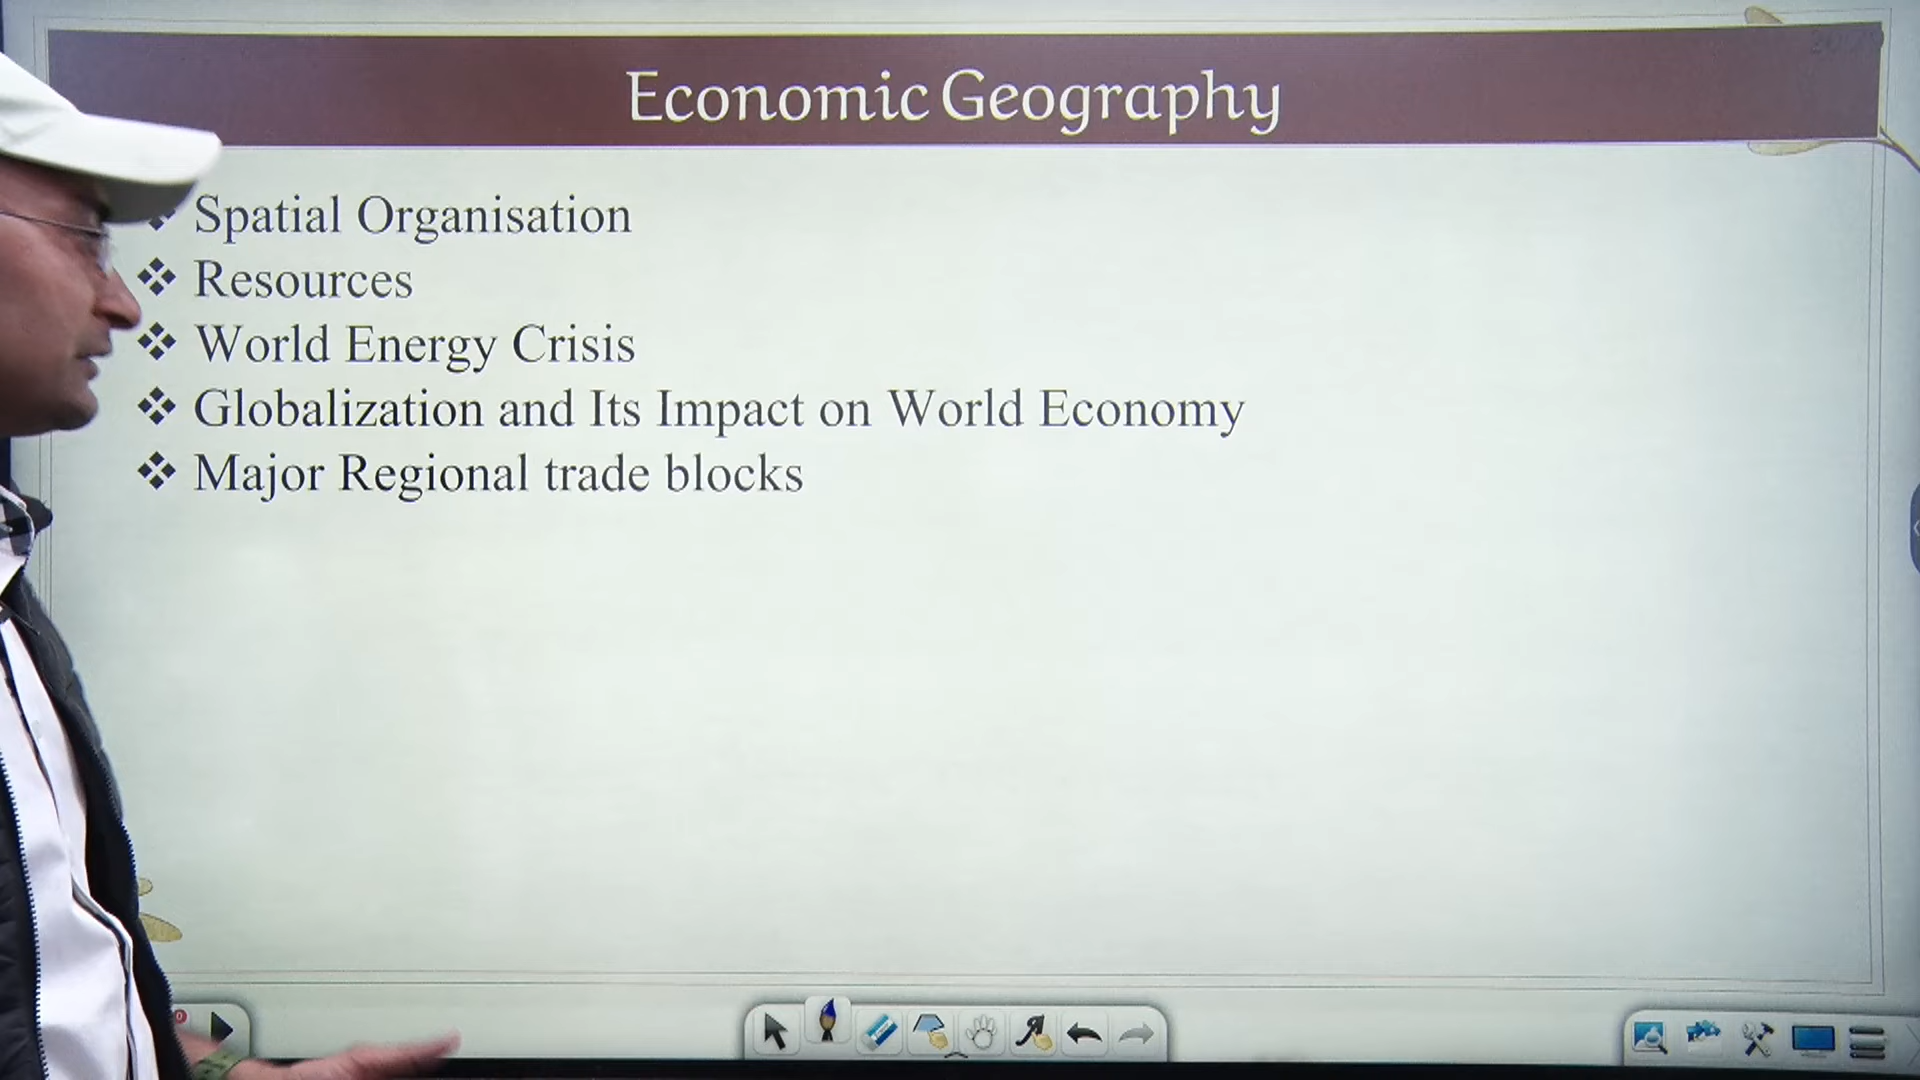 Economic Geography
Spatial Organisation
Resources
World Energy Crisis
Globalization and Its Impact on World Economy
Major Regional trade blocks